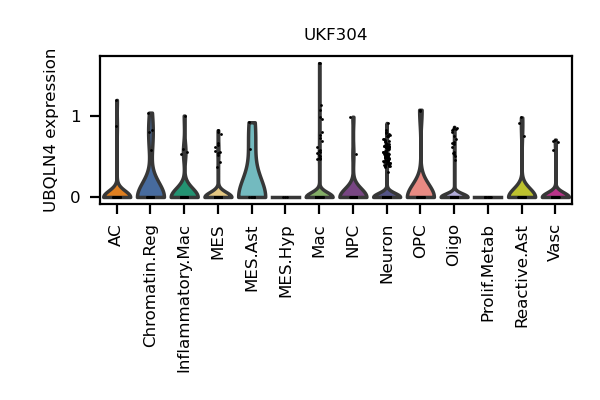 UKF304
UBQLN4 expression
1
0
AC
Chromatin.Reg
Inflammatory.Mac
MES
MES.Ast
MES.Hyp
Mac
NPC
Neuron
OPC
Oligo
Prolif.Metab
Reactive.Ast
Vasc